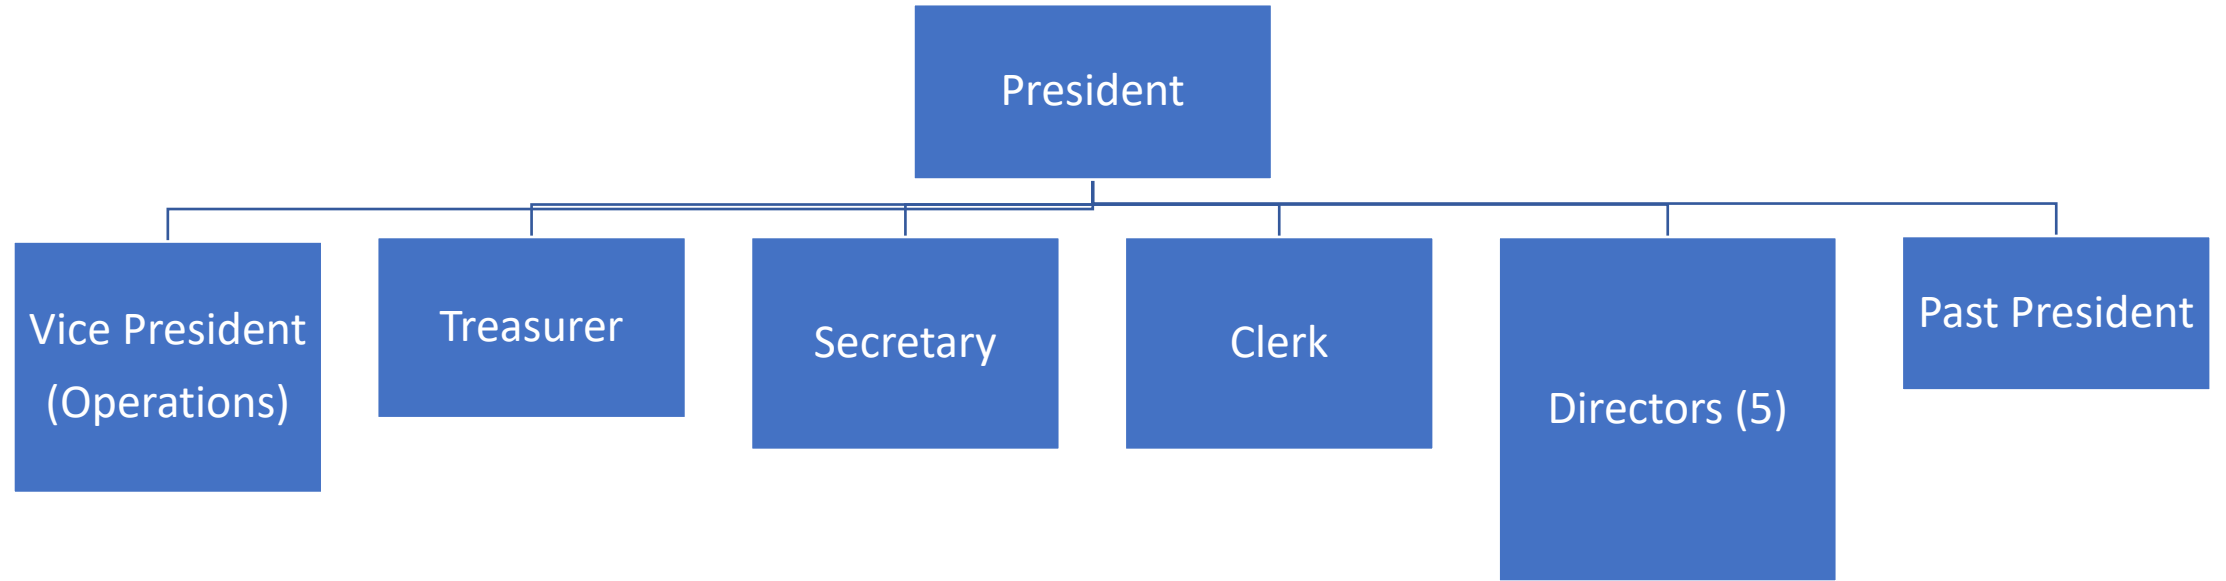 President
Vice President
(Operations)
Treasurer
Secretary
Clerk
Directors (5)
Past President